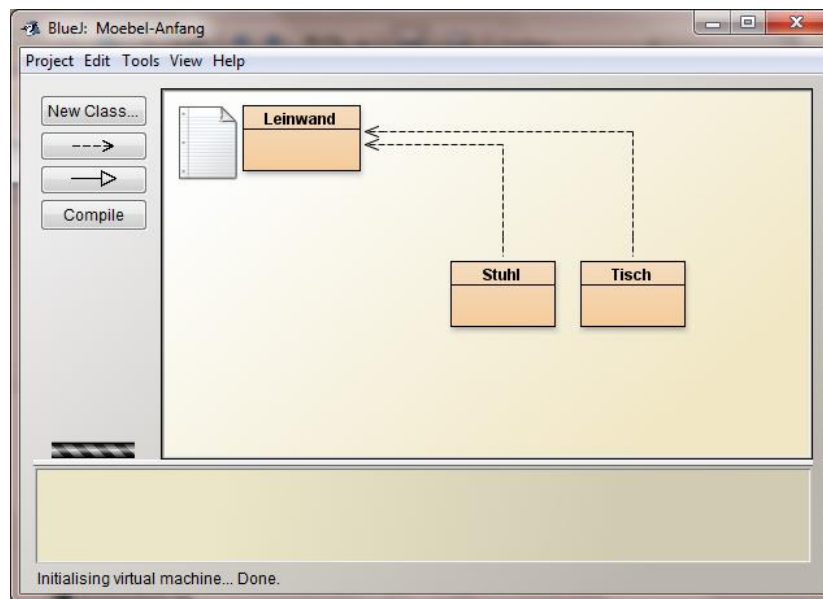 BlueJ: Moebel-Anfang
Project Edit Tools View Help
New Class...
Leinwand
Compile
Stuhl
Tisch
Initialising virtual machine... Done.